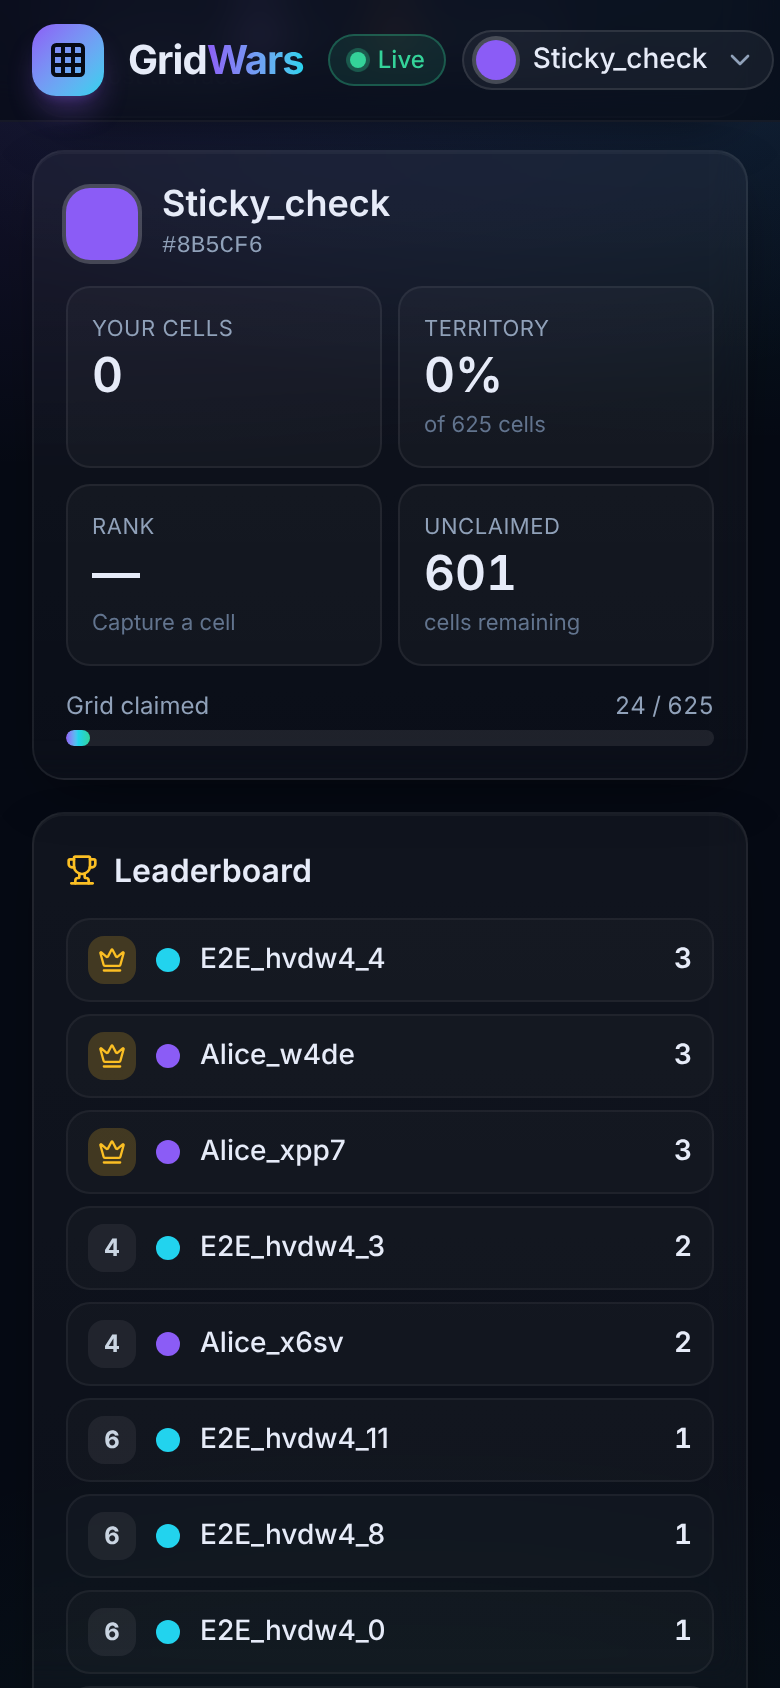 GridWars
Live
Sticky_check
Sticky_check
#8B5CF6
YOUR CELLS
0
TERRITORY
0%
of 625 cells
RANK
—
Capture a cell
UNCLAIMED
601
cells remaining
Grid claimed 24 / 625
Leaderboard
E2E_hvdw4_4 3
Alice_w4de 3
Alice_xpp7 3
4 E2E_hvdw4_3 2
4 Alice_x6sv 2
6 E2E_hvdw4_11 1
6 E2E_hvdw4_8 1
6 E2E_hvdw4_0 1